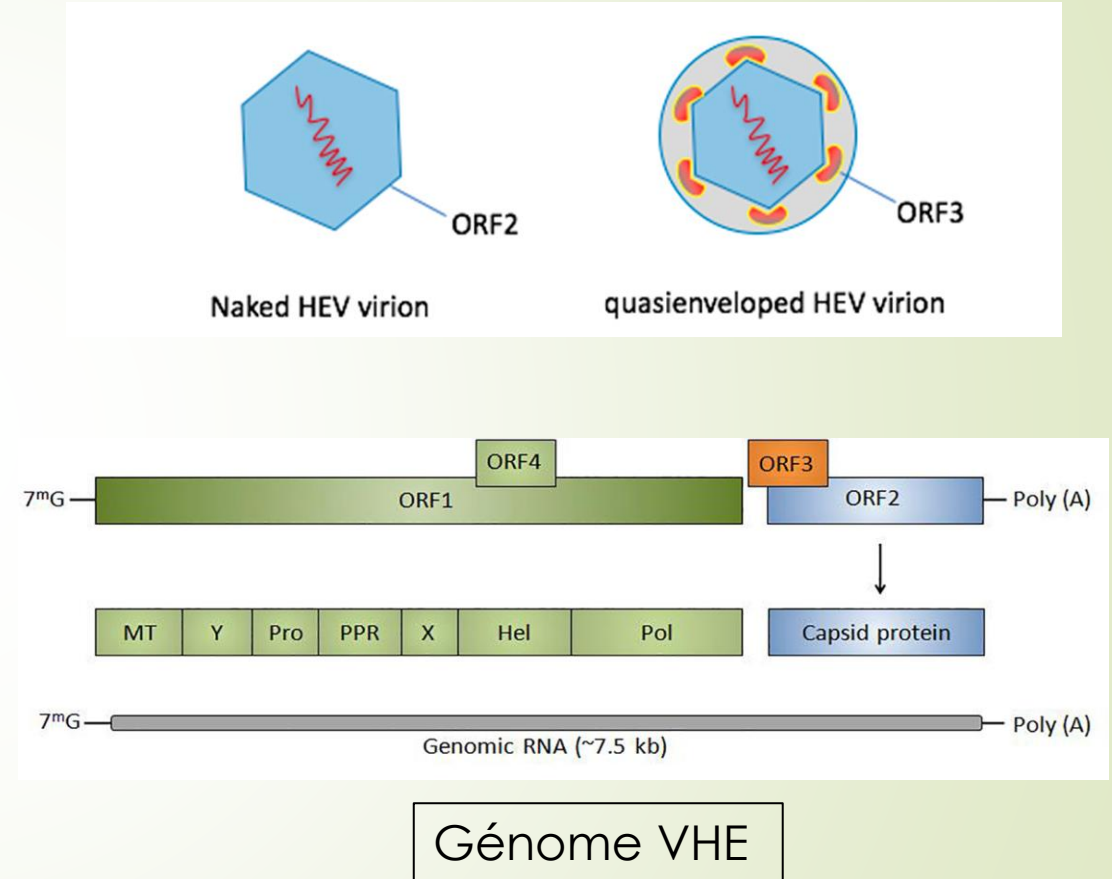 ORF2
ORF3
Naked HEV virion
quasienveloped HEV virion
ORF4
ORF3
7ᵐG
ORF1
ORF2
Poly (A)
MT
Y
Pro
PPR
X
Hel
Pol
Capsid protein
7ᵐG
Poly (A)
Genomic RNA (~7.5 kb)
Génome VHE